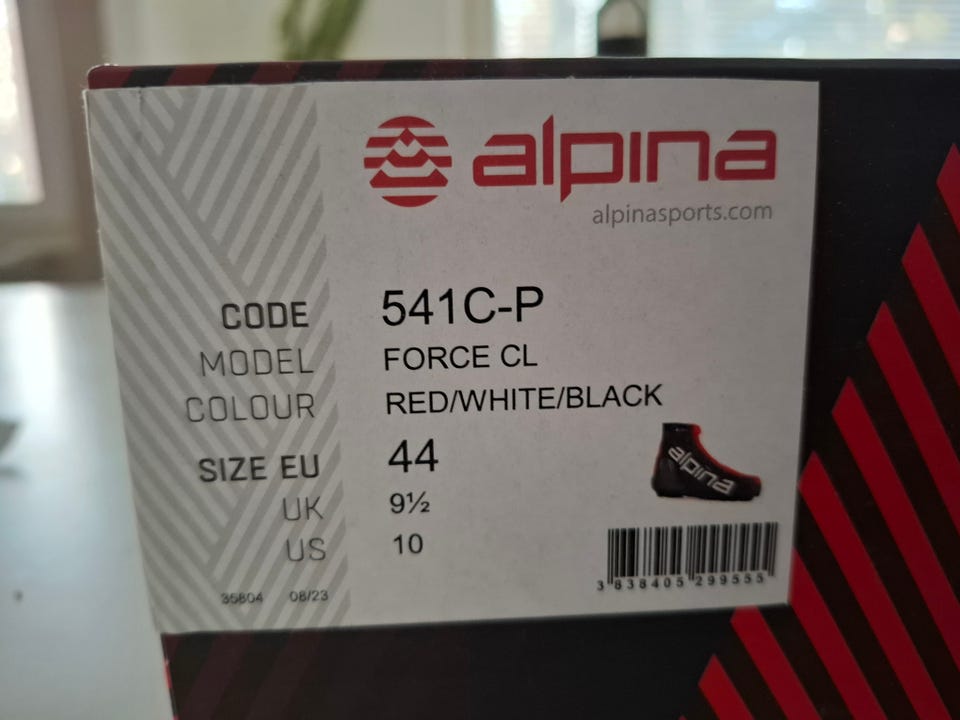 alpina
alpinasports.com
CODE 541C-P
MODEL FORCE CL
COLOUR RED/WHITE/BLACK
SIZE EU 44
UK 9½
US 10
alpina
35804 08/23
3 838405 299555